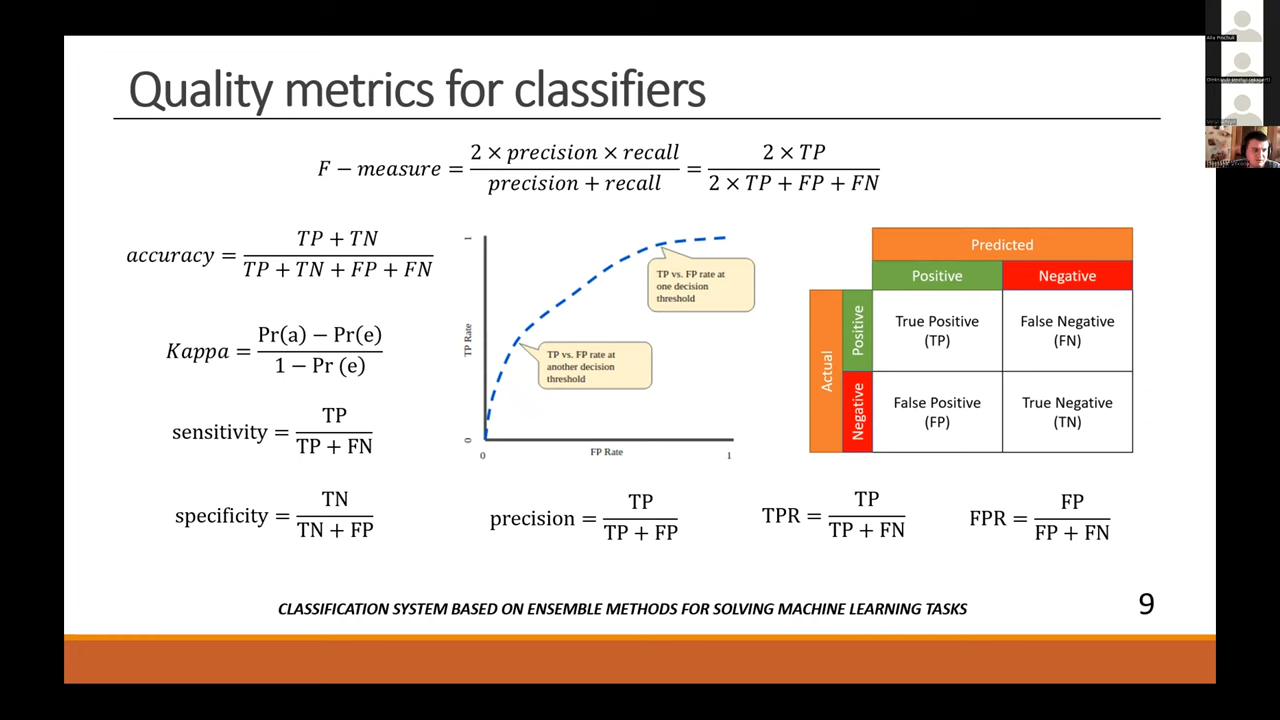 Quality metrics for classifiers
F − measure = 2 × precision × recall / precision + recall = 2 × TP / 2 × TP + FP + FN
accuracy = TP + TN / TP + TN + FP + FN
Kappa = Pr(a) − Pr(e) / 1 − Pr (e)
sensitivity = TP / TP + FN
specificity = TN / TN + FP
1
TP Rate
0
TP vs. FP rate at
one decision
threshold
TP vs. FP rate at
another decision
threshold
0
FP Rate
1
Predicted
Positive
Negative
Actual
Positive
True Positive
(TP)
False Negative
(FN)
Negative
False Positive
(FP)
True Negative
(TN)
precision = TP / TP + FP
TPR = TP / TP + FN
FPR = FP / FP + FN
CLASSIFICATION SYSTEM BASED ON ENSEMBLE METHODS FOR SOLVING MACHINE LEARNING TASKS
9
Alla Pinchuk